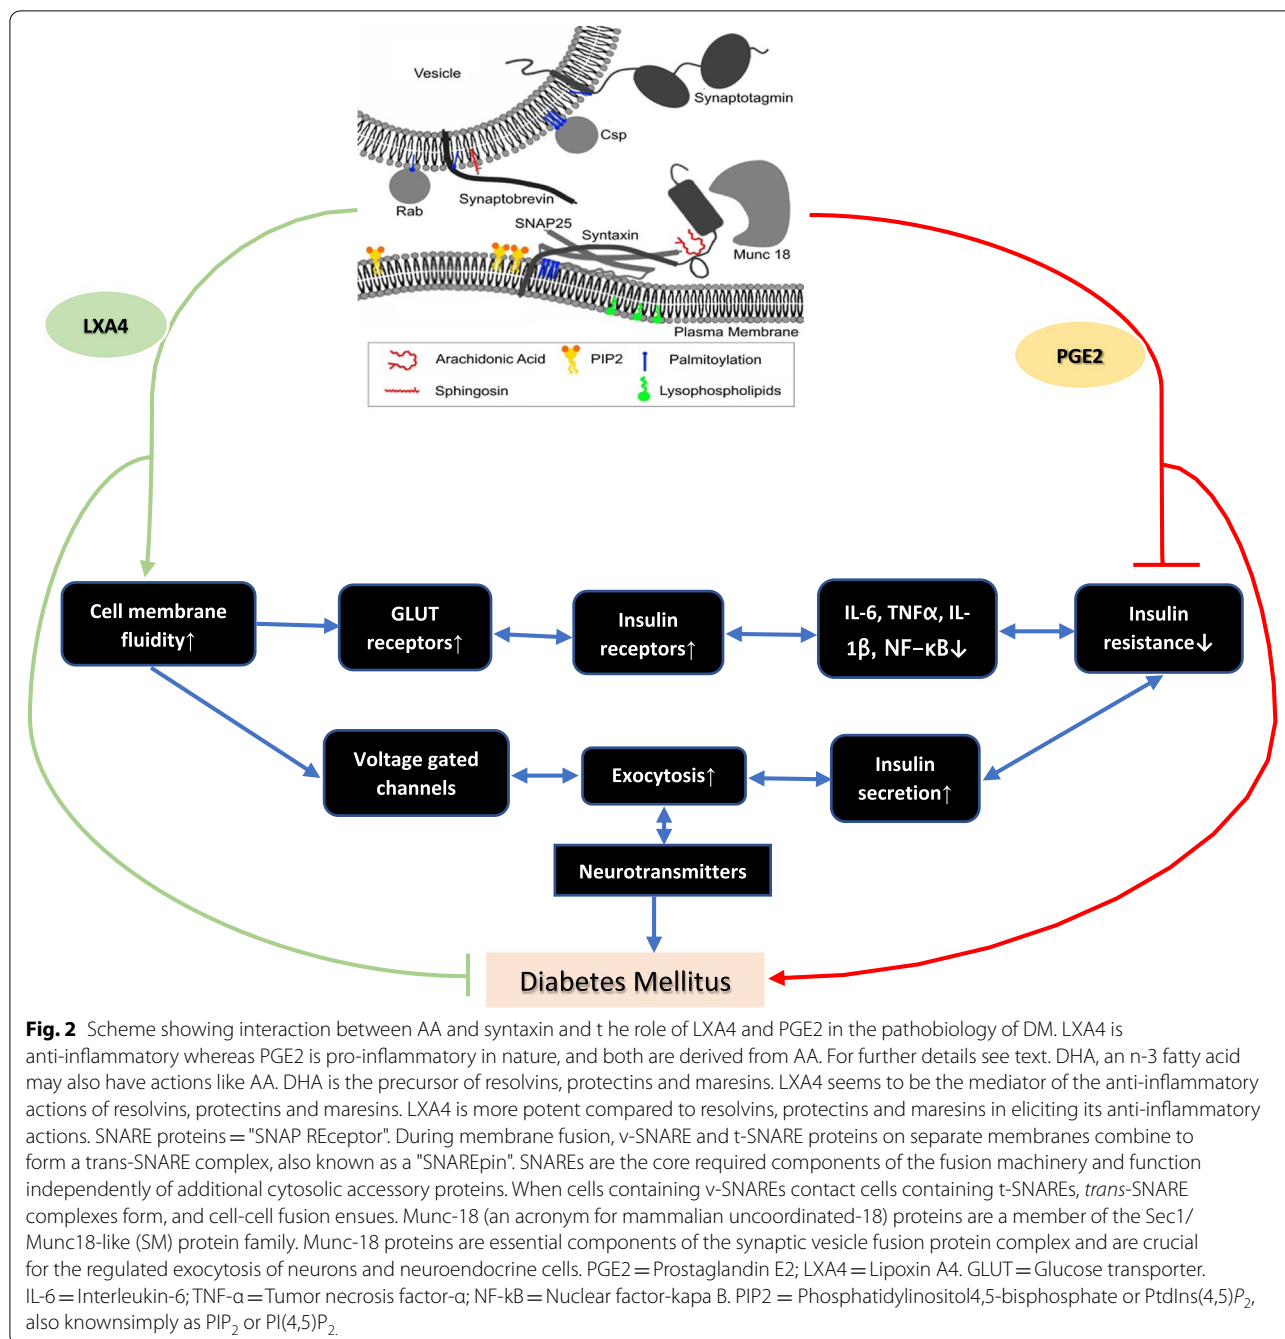 Vesicle
Synaptotagmin
Csp
Synaptobrevin
Rab
SNAP25
Syntaxin
Munc 18
Plasma Membrane
Arachidonic Acid
PIP2
Palmitoylation
Sphingosin
Lysophospholipids
LXA4
PGE2
Cell membrane
fluidity↑
GLUT
receptors↑
Insulin
receptors↑
IL-6, TNFα, IL-
1β, NF–κB↓
Insulin
resistance↓
Voltage gated
channels
Exocytosis↑
Insulin
secretion↑
Neurotransmitters
Diabetes Mellitus
Fig. 2 Scheme showing interaction between AA and syntaxin and t he role of LXA4 and PGE2 in the pathobiology of DM. LXA4 is
anti-inflammatory whereas PGE2 is pro-inflammatory in nature, and both are derived from AA. For further details see text. DHA, an n-3 fatty acid
may also have actions like AA. DHA is the precursor of resolvins, protectins and maresins. LXA4 seems to be the mediator of the anti-inflammatory
actions of resolvins, protectins and maresins. LXA4 is more potent compared to resolvins, protectins and maresins in eliciting its anti-inflammatory
actions. SNARE proteins = "SNAP REceptor". During membrane fusion, v-SNARE and t-SNARE proteins on separate membranes combine to
form a trans-SNARE complex, also known as a "SNAREpin". SNAREs are the core required components of the fusion machinery and function
independently of additional cytosolic accessory proteins. When cells containing v-SNAREs contact cells containing t-SNAREs, trans-SNARE
complexes form, and cell-cell fusion ensues. Munc-18 (an acronym for mammalian uncoordinated-18) proteins are a member of the Sec1/
Munc18-like (SM) protein family. Munc-18 proteins are essential components of the synaptic vesicle fusion protein complex and are crucial
for the regulated exocytosis of neurons and neuroendocrine cells. PGE2 = Prostaglandin E2; LXA4 = Lipoxin A4. GLUT = Glucose transporter.
IL-6 = Interleukin-6; TNF-α = Tumor necrosis factor-α; NF-kB = Nuclear factor-kapa B. PIP2 = Phosphatidylinositol4,5-bisphosphate or PtdIns(4,5)P₂,
also knownsimply as PIP₂ or PI(4,5)P₂.